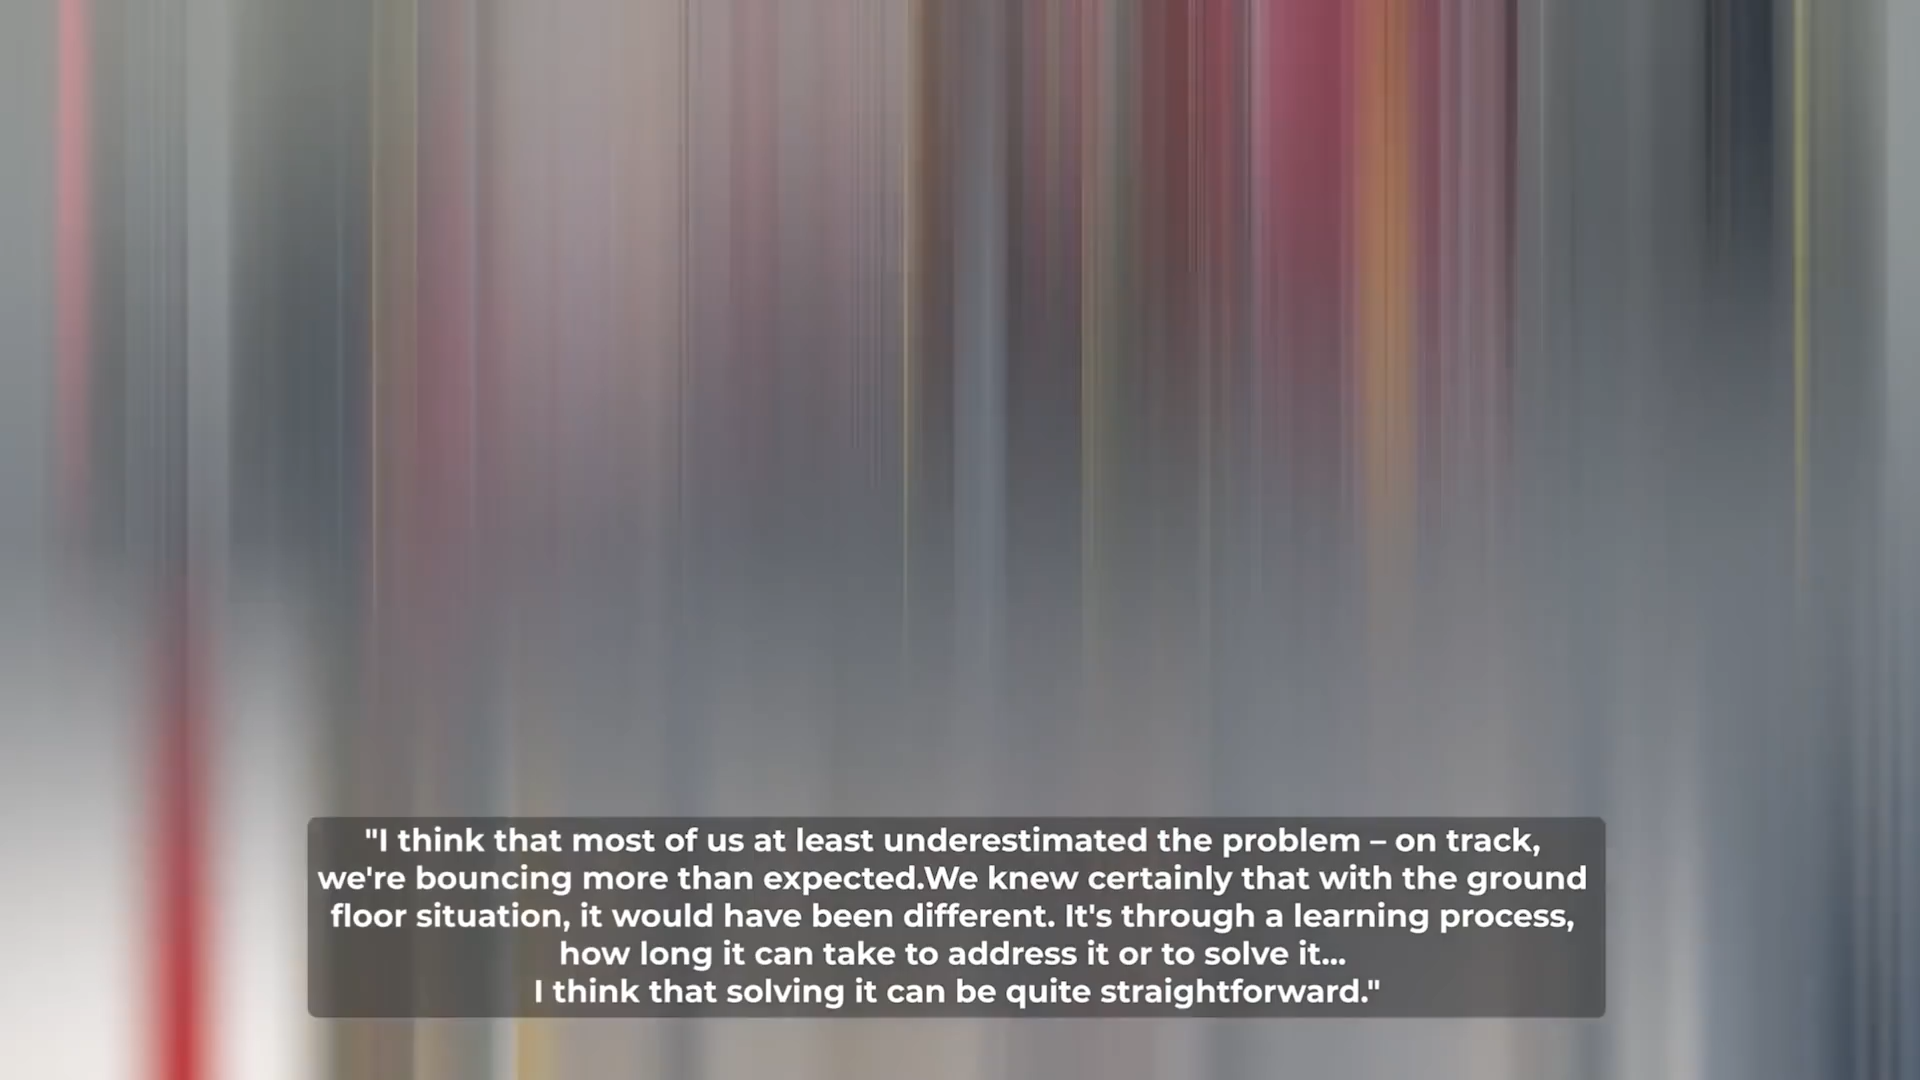 "I think that most of us at least underestimated the problem – on track,
we're bouncing more than expected.We knew certainly that with the ground
floor situation, it would have been different. It's through a learning process,
how long it can take to address it or to solve it...
I think that solving it can be quite straightforward."